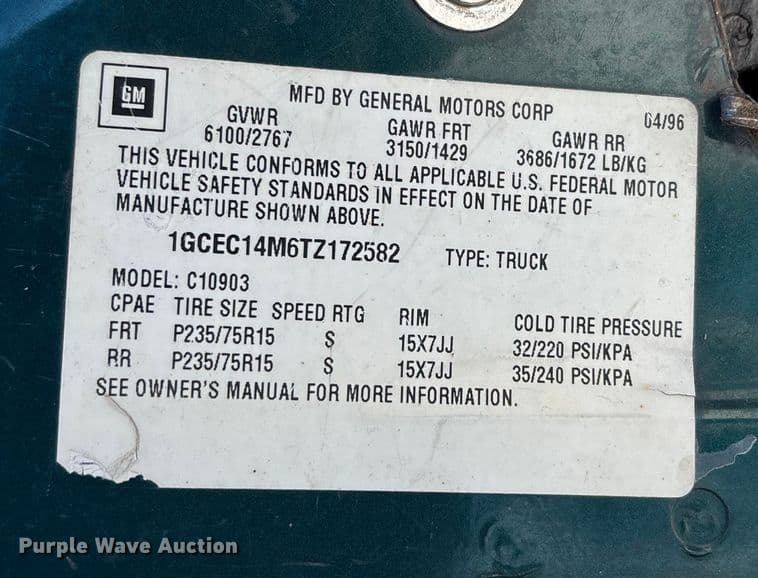 GM
MFD BY GENERAL MOTORS CORP 04/96
GVWR GAWR FRT GAWR RR
6100/2767 3150/1429 3686/1672 LB/KG
THIS VEHICLE CONFORMS TO ALL APPLICABLE U.S. FEDERAL MOTOR
VEHICLE SAFETY STANDARDS IN EFFECT ON THE DATE OF
MANUFACTURE SHOWN ABOVE.
1GCEC14M6TZ172582 TYPE: TRUCK
MODEL: C10903
CPAE TIRE SIZE SPEED RTG RIM COLD TIRE PRESSURE
FRT P235/75R15 S 15X7JJ 32/220 PSI/KPA
RR P235/75R15 S 15X7JJ 35/240 PSI/KPA
SEE OWNER'S MANUAL FOR MORE INFORMATION.
Purple Wave Auction